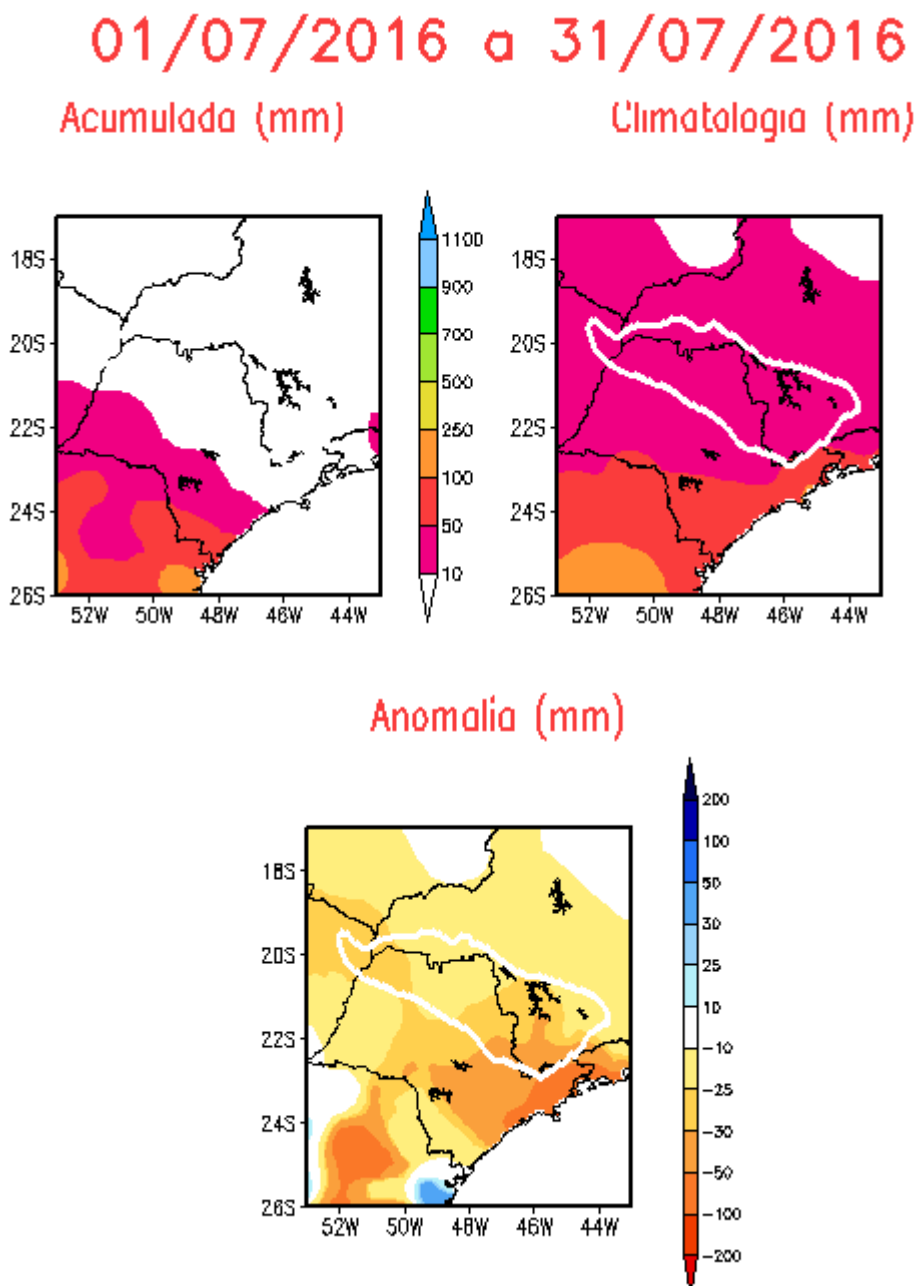 01/07/2016 a 31/07/2016
Acumulada (mm)
Climatologia (mm)
18S
20S
22S
24S
26S
52W 50W 48W 46W 44W
1100
900
700
500
250
100
50
10
18S
20S
22S
24S
26S
52W 50W 48W 46W 44W
Anomalia (mm)
18S
20S
22S
24S
26S
52W 50W 48W 46W 44W
200
100
50
30
25
10
-10
-25
-30
-50
-100
-200